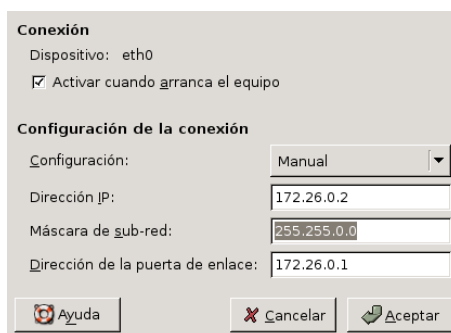 Conexión
Dispositivo: eth0
Activar cuando arranca el equipo
Configuración de la conexión
Configuración: Manual
Dirección IP: 172.26.0.2
Máscara de sub-red: 255.255.0.0
Dirección de la puerta de enlace: 172.26.0.1
Ayuda Cancelar Aceptar